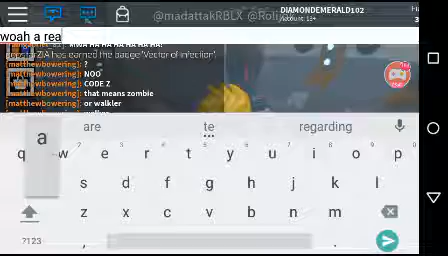 @madattakRBLX @Roli
DIAMONDEMERALD102
Account: 13+
woah a rea
MWA HA HA HA HA HA HA!
has earned the badge 'Vector of Infection'.
[matthewbowering]: ?
[matthewbowering]: NOO
[matthewbowering]: CODE Z
[matthewbowering]: that means zombie
[matthewbowering]: or walkler
are te regarding
q w e r t y u i o p
a
s d f g h j k l
z x c v b n m
?123 , .